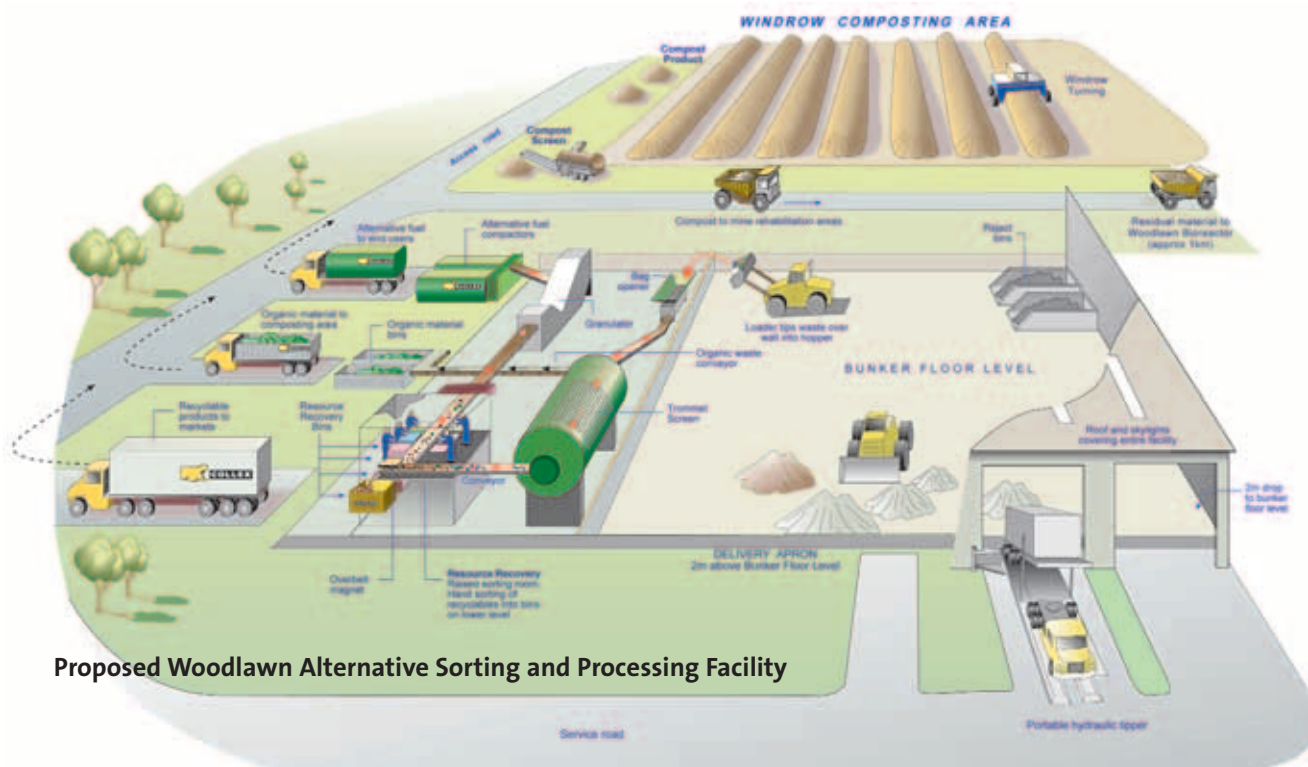 WINDROW COMPOSTING AREA
Compost
Product
Windrow
Turning
Access road
Compost
Screen
Compost to mine rehabilitation areas
Residual material to
Woodlawn Bioreactor
(approx 1km)
Alternative fuel
to end users
Alternative fuel
compactors
Bag
opener
Reject
bins
Organic material to
composting area
Organic material
bins
Granulator
Loader tips waste over
wall into hopper
Organic waste
conveyor
BUNKER FLOOR LEVEL
Recyclable
products to
markets
Resource
Recovery
Bins
Trommel
Screen
Roof and skylights
covering entire facility
COLLEX
Conveyor
Metal
2m drop
to bunker
floor level
DELIVERY APRON
2m above Bunker Floor Level
Overbelt
magnet
Resource Recovery
Raised sorting room.
Hand sorting of
recyclables into bins
on lower level
Proposed Woodlawn Alternative Sorting and Processing Facility
Portable hydraulic tipper
Service road